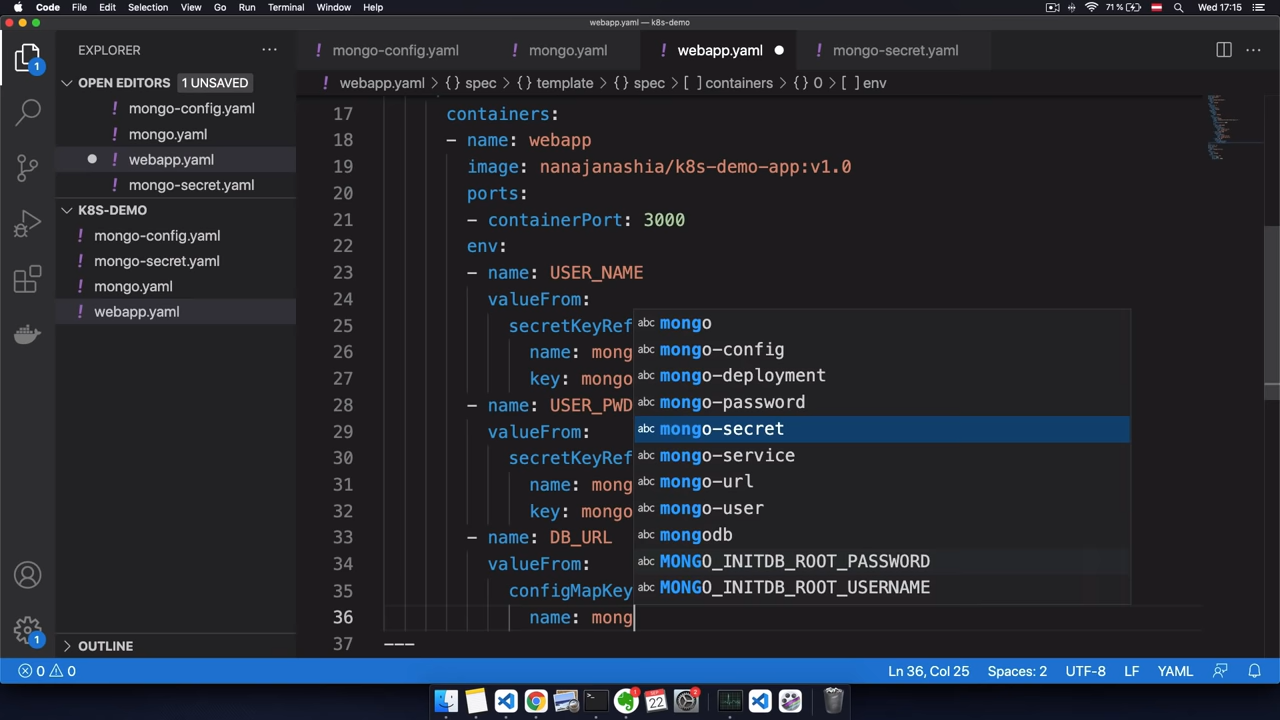 Code File Edit Selection View Go Run Terminal Window Help 71 % Wed 17:15
webapp.yaml — k8s-demo
EXPLORER
! mongo-config.yaml ! mongo.yaml ! webapp.yaml ! mongo-secret.yaml
OPEN EDITORS 1 UNSAVED
! webapp.yaml > {} spec > {} template > {} spec > [ ] containers > {} 0 > [ ] env
! mongo-config.yaml
! mongo.yaml
! webapp.yaml
! mongo-secret.yaml
K8S-DEMO
! mongo-config.yaml
! mongo-secret.yaml
! mongo.yaml
! webapp.yaml
OUTLINE
1
1
17 containers:
18 - name: webapp
19 image: nanajanashia/k8s-demo-app:v1.0
20 ports:
21 - containerPort: 3000
22 env:
23 - name: USER_NAME
24 valueFrom:
25 secretKeyRef
26 name: mong
27 key: mongo
28 - name: USER_PWD
29 valueFrom:
30 secretKeyRef
31 name: mong
32 key: mongo
33 - name: DB_URL
34 valueFrom:
35 configMapKey
36 name: mong
37 ---
abc mongo
abc mongo-config
abc mongo-deployment
abc mongo-password
abc mongo-secret
abc mongo-service
abc mongo-url
abc mongo-user
abc mongodb
abc MONGO_INITDB_ROOT_PASSWORD
abc MONGO_INITDB_ROOT_USERNAME
0 0 Ln 36, Col 25 Spaces: 2 UTF-8 LF YAML
1 22 2